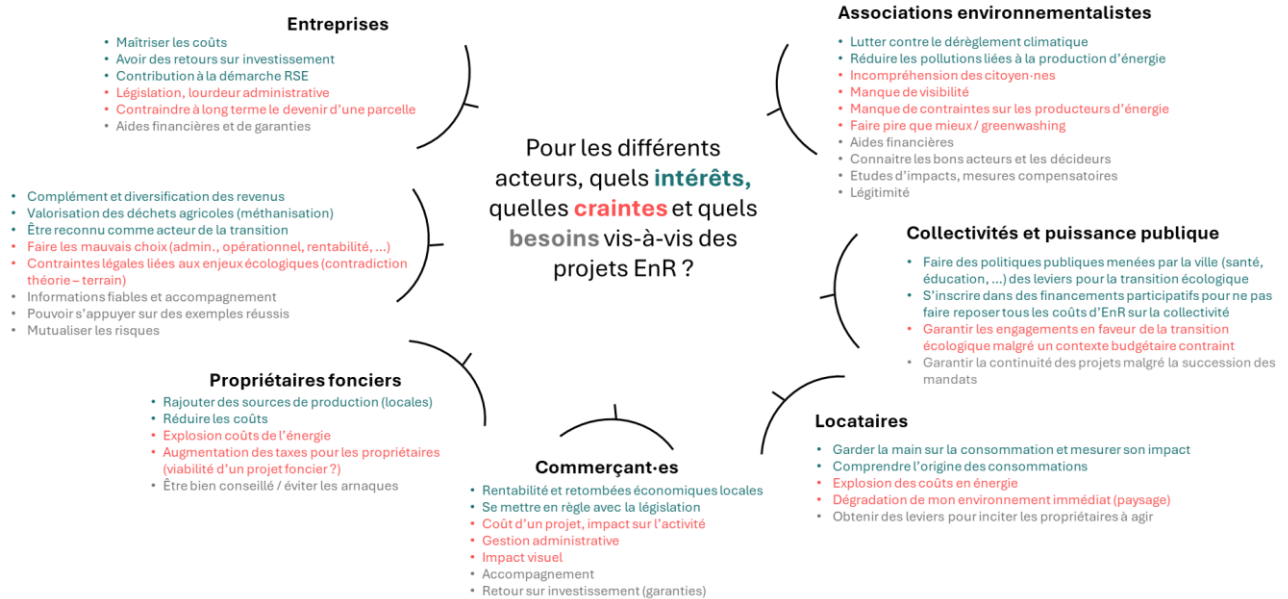 Entreprises
• Maîtriser les coûts
• Avoir des retours sur investissement
• Contribution à la démarche RSE
• Législation, lourdeur administrative
• Contraindre à long terme le devenir d'une parcelle
• Aides financières et de garanties
Associations environnementalistes
• Lutter contre le dérèglement climatique
• Réduire les pollutions liées à la production d'énergie
• Incompréhension des citoyen·nes
• Manque de visibilité
• Manque de contraintes sur les producteurs d'énergie
• Faire pire que mieux / greenwashing
• Aides financières
• Connaitre les bons acteurs et les décideurs
• Etudes d'impacts, mesures compensatoires
• Légitimité
Pour les différents
acteurs, quels intérêts,
quelles craintes et quels
besoins vis-à-vis des
projets EnR ?
• Complément et diversification des revenus
• Valorisation des déchets agricoles (méthanisation)
• Être reconnu comme acteur de la transition
• Faire les mauvais choix (admin., opérationnel, rentabilité, ...)
• Contraintes légales liées aux enjeux écologiques (contradiction
théorie – terrain)
• Informations fiables et accompagnement
• Pouvoir s'appuyer sur des exemples réussis
• Mutualiser les risques
Collectivités et puissance publique
• Faire des politiques publiques menées par la ville (santé,
éducation, ...) des leviers pour la transition écologique
• S'inscrire dans des financements participatifs pour ne pas
faire reposer tous les coûts d'EnR sur la collectivité
• Garantir les engagements en faveur de la transition
écologique malgré un contexte budgétaire contraint
• Garantir la continuité des projets malgré la succession des
mandats
Propriétaires fonciers
• Rajouter des sources de production (locales)
• Réduire les coûts
• Explosion coûts de l'énergie
• Augmentation des taxes pour les propriétaires
(viabilité d'un projet foncier ?)
• Être bien conseillé / éviter les arnaques
Commerçant·es
• Rentabilité et retombées économiques locales
• Se mettre en règle avec la législation
• Coût d'un projet, impact sur l'activité
• Gestion administrative
• Impact visuel
• Accompagnement
• Retour sur investissement (garanties)
Locataires
• Garder la main sur la consommation et mesurer son impact
• Comprendre l'origine des consommations
• Explosion des coûts en énergie
• Dégradation de mon environnement immédiat (paysage)
• Obtenir des leviers pour inciter les propriétaires à agir